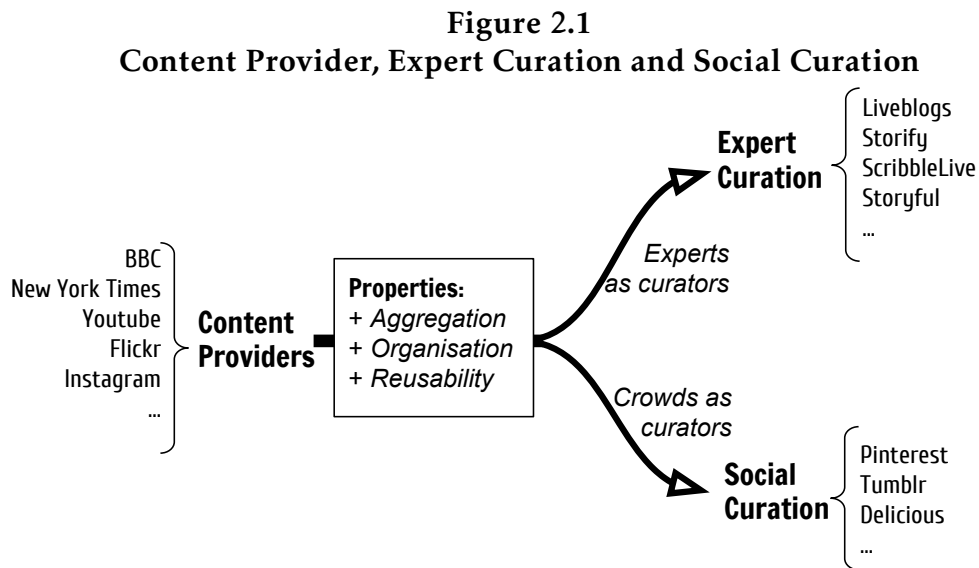 Figure 2.1
Content Provider, Expert Curation and Social Curation
BBC
New York Times
Youtube
Flickr
Instagram
...
Content
Providers
Properties:
+ Aggregation
+ Organisation
+ Reusability
Experts
as curators
Expert
Curation
Liveblogs
Storify
ScribbleLive
Storyful
...
Crowds as
curators
Social
Curation
Pinterest
Tumblr
Delicious
...